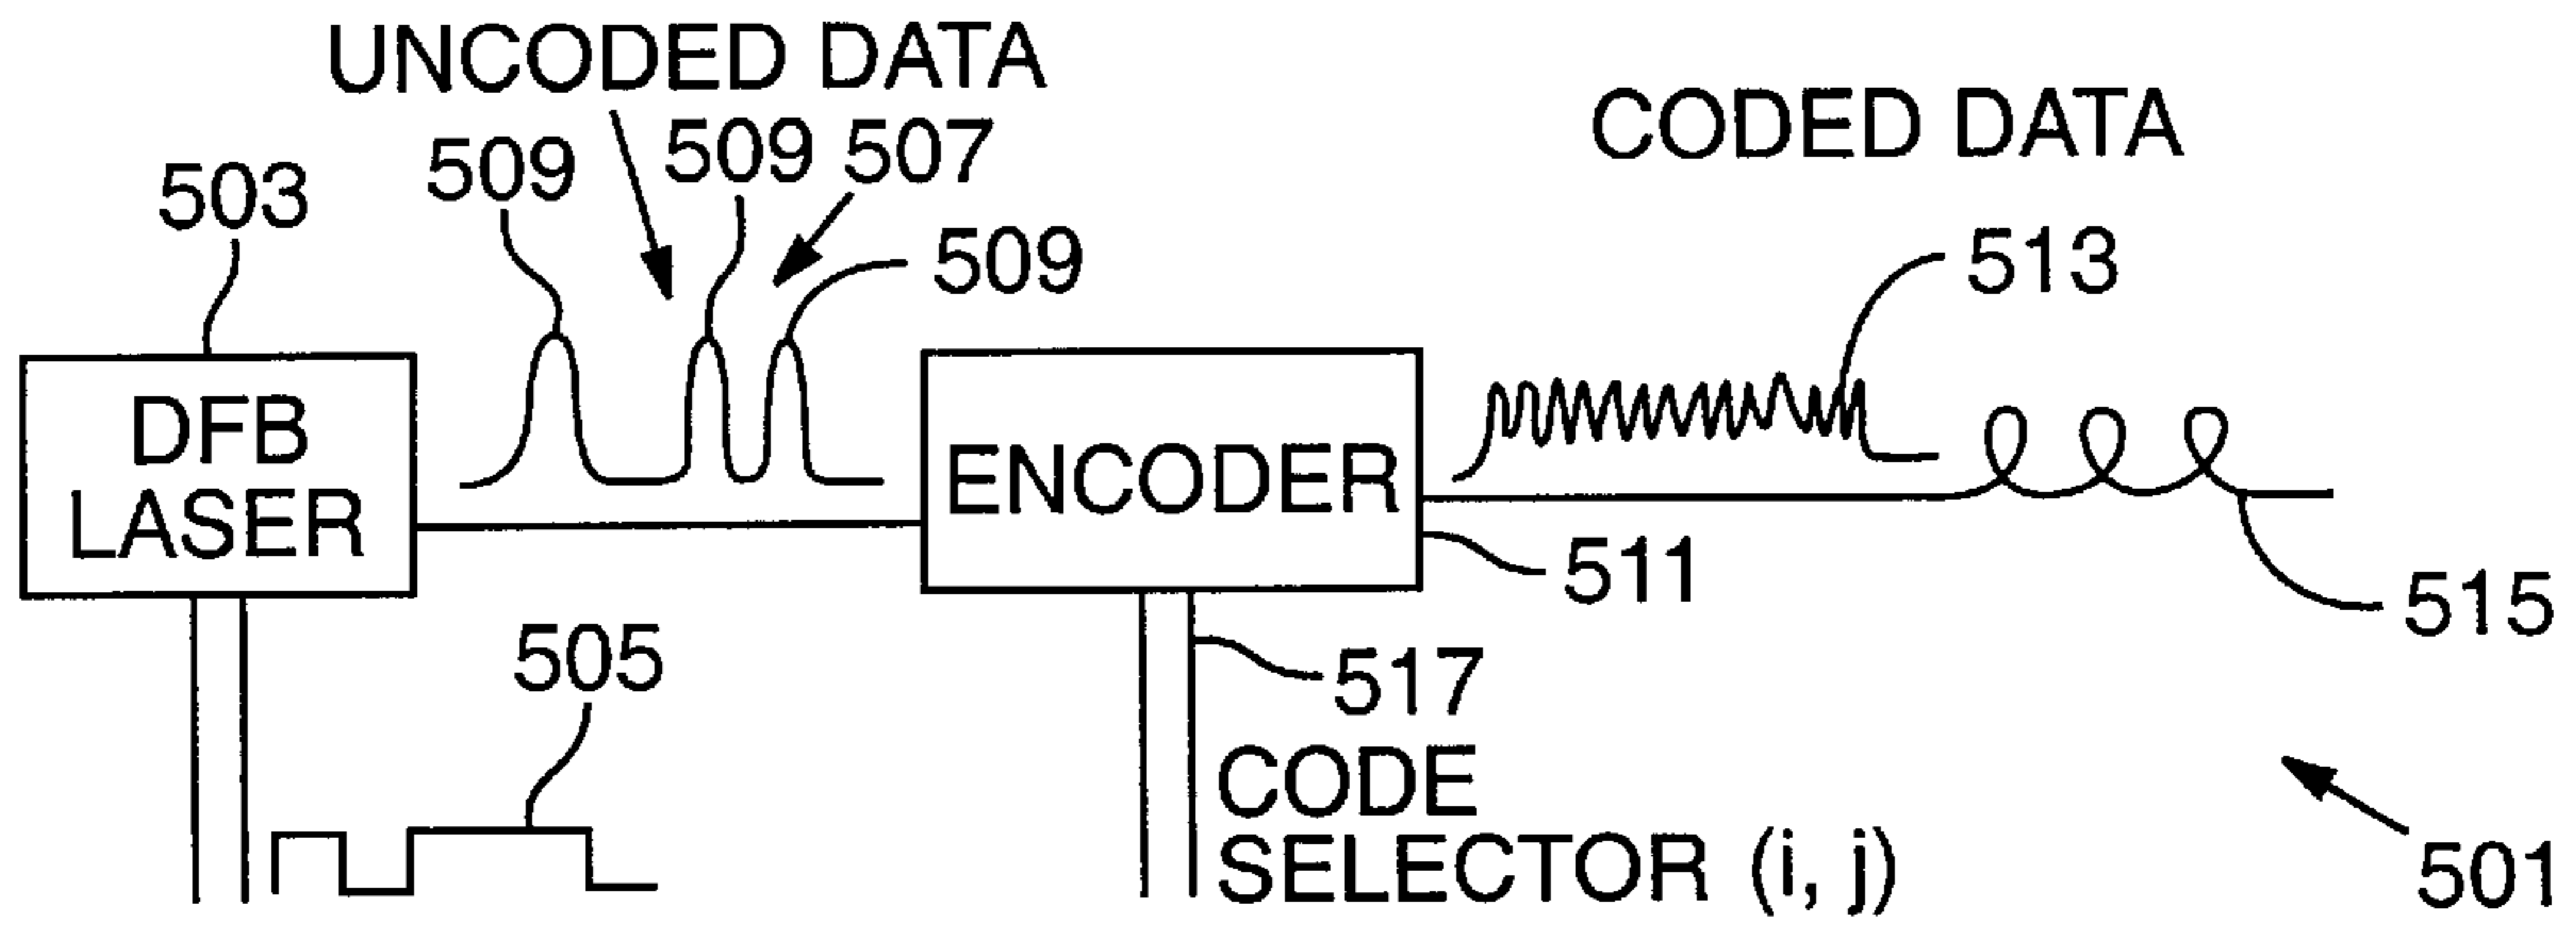 UNCODED DATA
CODED DATA
503
509
509
507
509
513
DFB
LASER
ENCODER
511
515
505
517
CODE
SELECTOR (i, j)
501